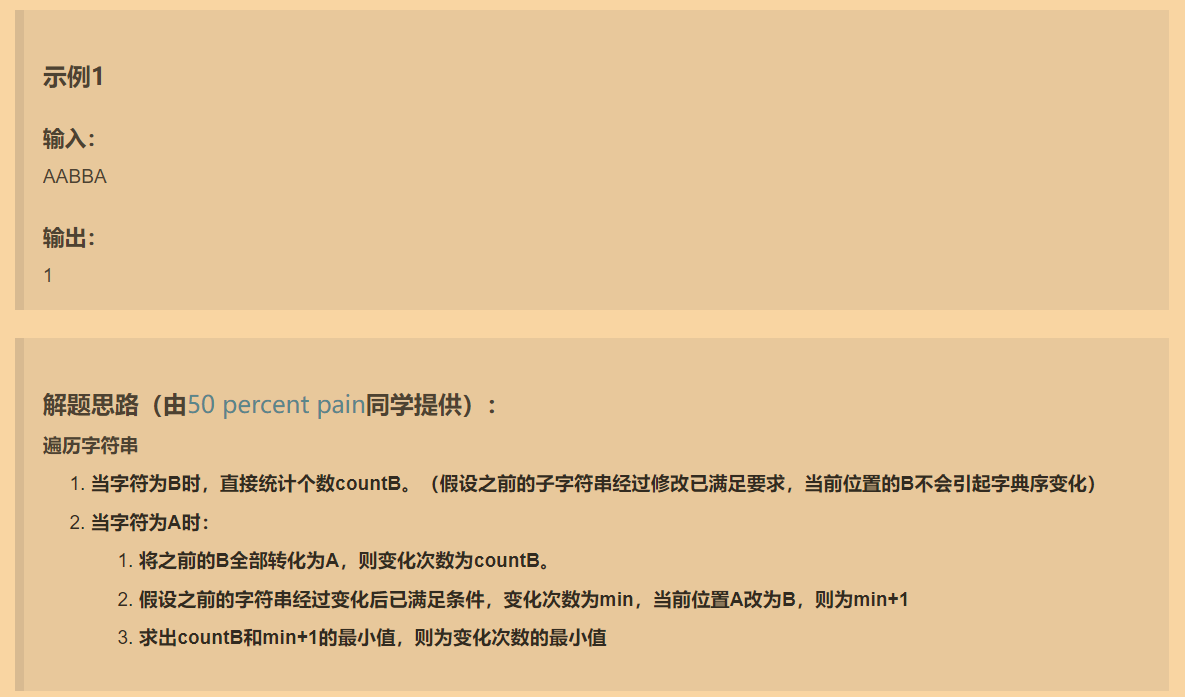 示例1
输入：
AABBA
输出：
1
解题思路（由50 percent pain同学提供）：
遍历字符串
1. 当字符为B时，直接统计个数countB。（假设之前的子字符串经过修改已满足要求，当前位置的B不会引起字典序变化）
2. 当字符为A时：
1. 将之前的B全部转化为A，则变化次数为countB。
2. 假设之前的字符串经过变化后已满足条件，变化次数为min，当前位置A改为B，则为min+1
3. 求出countB和min+1的最小值，则为变化次数的最小值